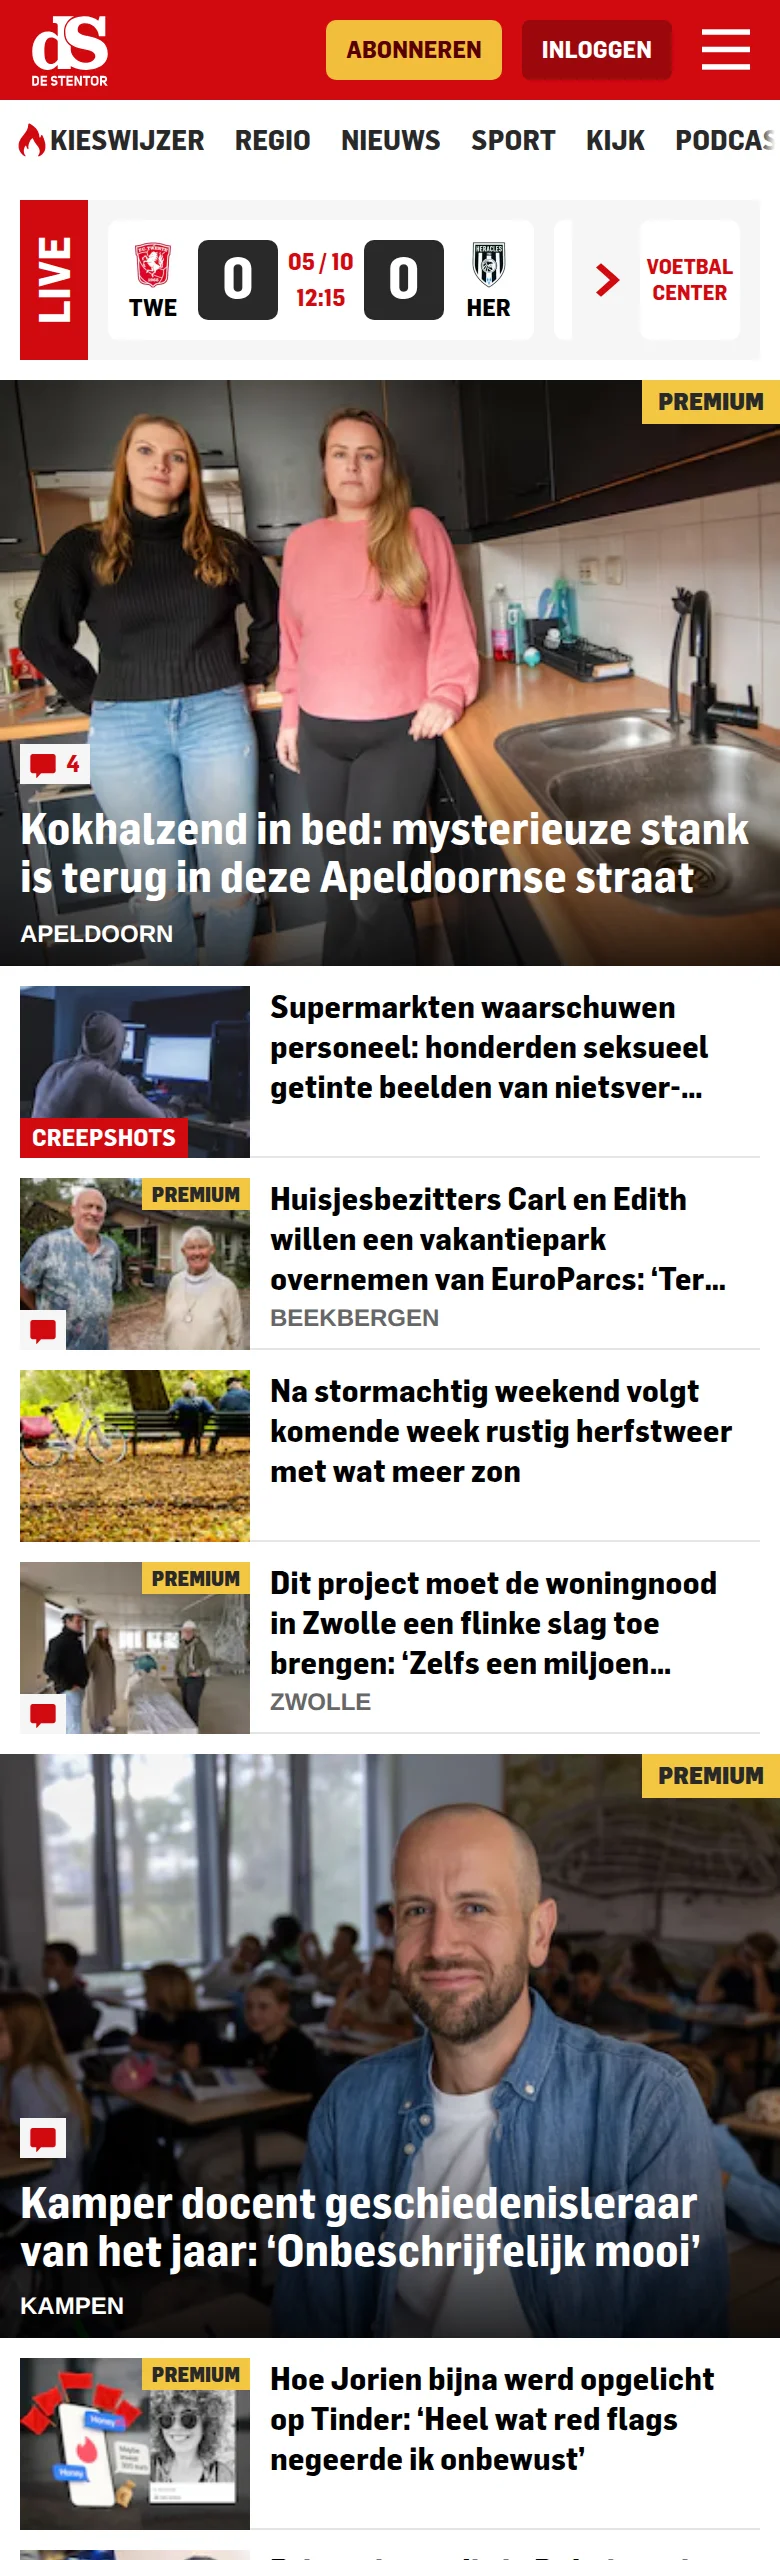 dS
DE STENTOR
ABONNEREN
INLOGGEN
KIESWIJZER REGIO NIEUWS SPORT KIJK PODCAS
LIVE
TWE
0
05 / 10
12:15
0
HERACLES
HER
VOETBAL
CENTER
PREMIUM
4
Kokhalzend in bed: mysterieuze stank
is terug in deze Apeldoornse straat
APELDOORN
CREEPSHOTS
Supermarkten waarschuwen
personeel: honderden seksueel
getinte beelden van nietsver-...
PREMIUM
Huisjesbezitters Carl en Edith
willen een vakantiepark
overnemen van EuroParcs: ‘Ter...
BEEKBERGEN
Na stormachtig weekend volgt
komende week rustig herfstweer
met wat meer zon
PREMIUM
Dit project moet de woningnood
in Zwolle een flinke slag toe
brengen: ‘Zelfs een miljoen...
ZWOLLE
PREMIUM
Kamper docent geschiedenisleraar
van het jaar: ‘Onbeschrijfelijk mooi’
KAMPEN
PREMIUM
Honey
Honey
Hoe Jorien bijna werd opgelicht
op Tinder: ‘Heel wat red flags
negeerde ik onbewust’